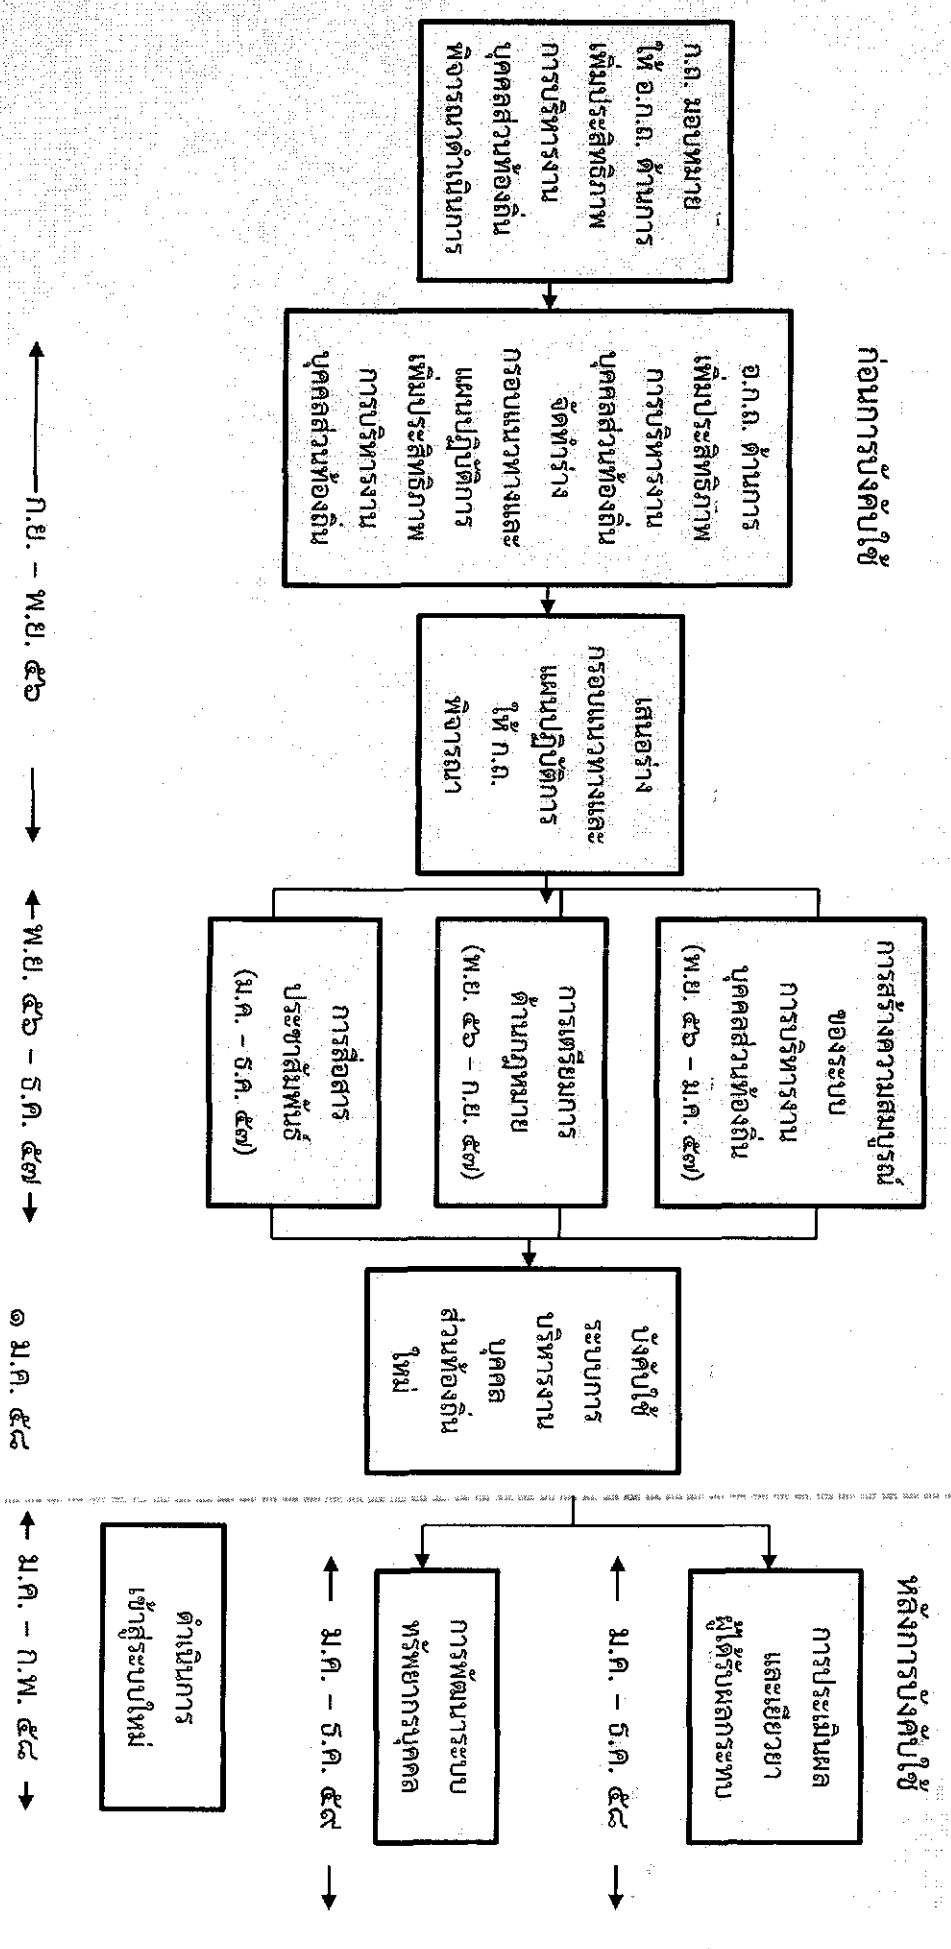 ก่อนการบังคับใช้
หลังการบังคับใช้
ก.ถ. มอบหมาย
ให้ อ.ก.ถ. ด้านการ
เพิ่มประสิทธิภาพ
การบริหารงาน
บุคคลส่วนท้องถิ่น
พิจารณาดำเนินการ
อ.ก.ถ. ด้านการ
เพิ่มประสิทธิภาพ
การบริหารงาน
บุคคลส่วนท้องถิ่น
จัดทำร่าง
กรอบแนวทางและ
แผนปฏิบัติการ
เพิ่มประสิทธิภาพ
การบริหารงาน
บุคคลส่วนท้องถิ่น
เสนอร่าง
กรอบแนวทางและ
แผนปฏิบัติการ
ให้ ก.ถ.
พิจารณา
การสร้างความสมบูรณ์
ของระบบ
การบริหารงาน
บุคคลส่วนท้องถิ่น
(พ.ย. ๕๖ – ม.ค. ๕๗)
การเตรียมการ
ด้านกฎหมาย
(พ.ย. ๕๖ – ก.ย. ๕๗)
การสื่อสาร
ประชาสัมพันธ์
(ม.ค. – ธ.ค. ๕๗)
บังคับใช้
ระบบการ
บริหารงาน
บุคคล
ส่วนท้องถิ่น
ใหม่
การประเมินผล
และเยียวยา
ผู้ได้รับผลกระทบ
ม.ค. – ธ.ค. ๕๘
การพัฒนาระบบ
ทรัพยากรบุคคล
ม.ค. – ธ.ค. ๕๙
ดำเนินการ
เข้าสู่ระบบใหม่
ก.ย. – พ.ย. ๕๖
พ.ย. ๕๖ – ธ.ค. ๕๗
๑ ม.ค. ๕๘
ม.ค. – ก.พ. ๕๘